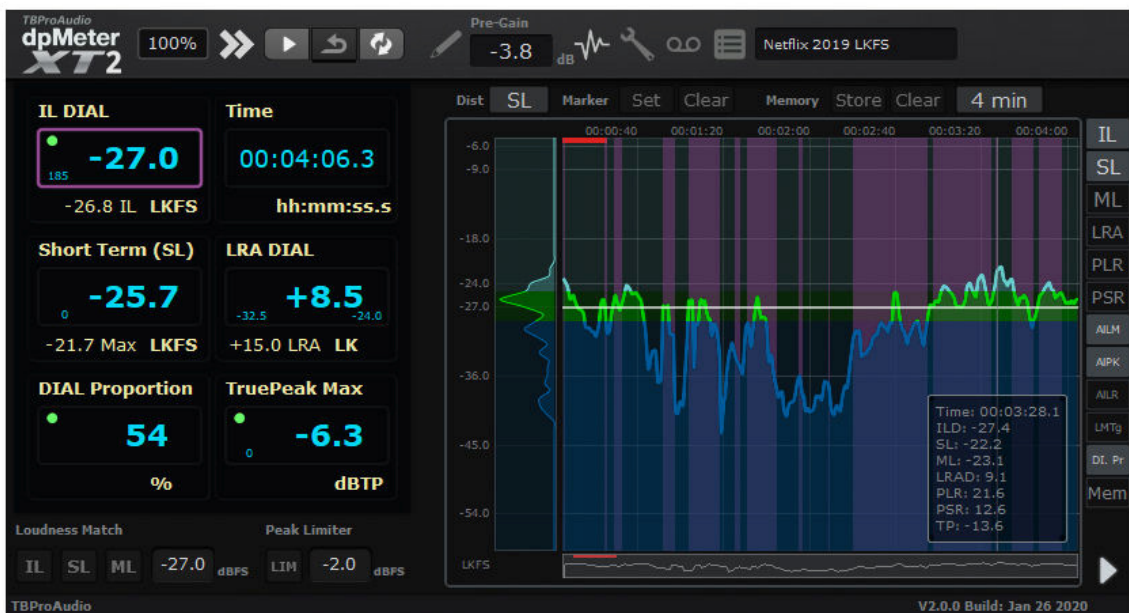 TBProAudio
dpMeter
XT2
100%
Pre-Gain
-3.8
dB
Netflix 2019 LKFS
IL DIAL
-27.0
185
-26.8 IL LKFS
Time
00:04:06.3
hh:mm:ss.s
Short Term (SL)
-25.7
0
-21.7 Max LKFS
LRA DIAL
+8.5
-32.5 -24.0
+15.0 LRA LK
DIAL Proportion
54
%
TruePeak Max
-6.3
0
dBTP
Loudness Match
IL SL ML -27.0 dBFS
Peak Limiter
LIM -2.0 dBFS
Dist SL Marker Set Clear Memory Store Clear 4 min
00:00:40 00:01:20 00:02:00 00:02:40 00:03:20 00:04:00
-6.0
-9.0
-18.0
-24.0
-27.0
-36.0
-45.0
-54.0
LKFS
Time: 00:03:28.1
ILD: -27.4
SL: -22.2
ML: -23.1
LRAD: 9.1
PLR: 21.6
PSR: 12.6
TP: -13.6
IL
SL
ML
LRA
PLR
PSR
AILM
AIPK
AILR
LMTg
DI. Pr
Mem
TBProAudio
V2.0.0 Build: Jan 26 2020